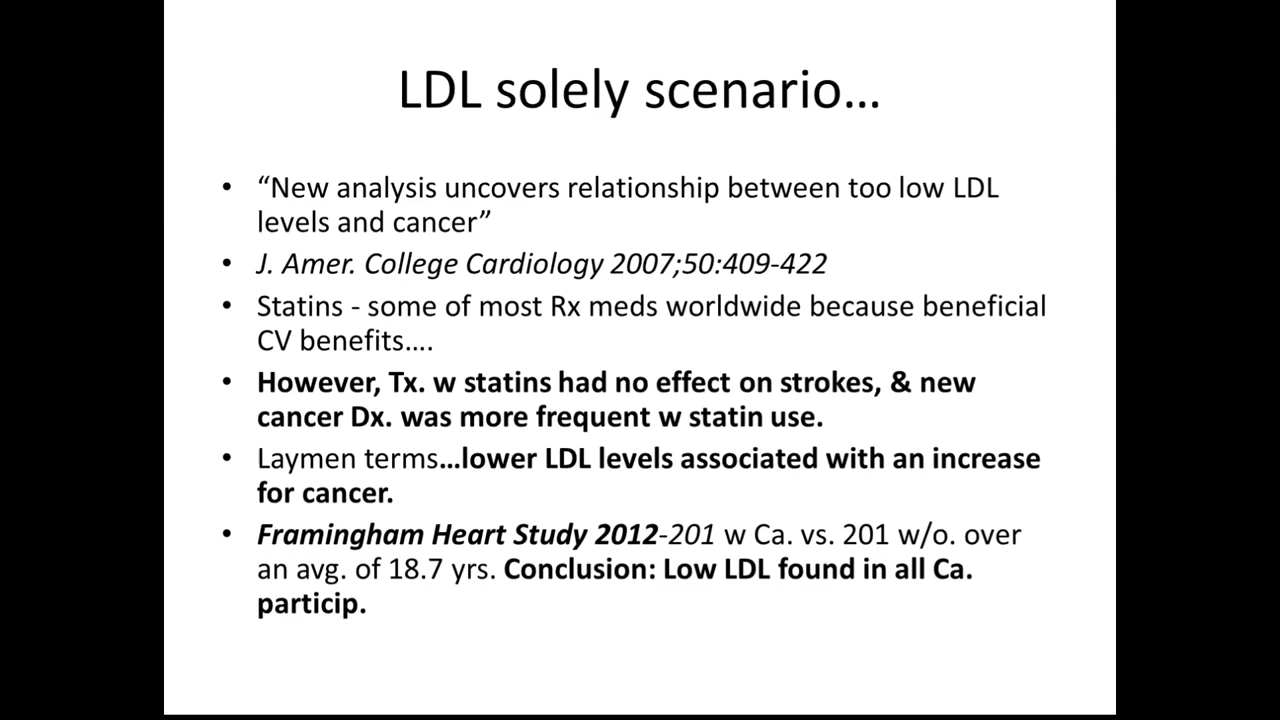 LDL solely scenario…
• “New analysis uncovers relationship between too low LDL
levels and cancer”
• J. Amer. College Cardiology 2007;50:409-422
• Statins - some of most Rx meds worldwide because beneficial
CV benefits….
• However, Tx. w statins had no effect on strokes, & new
cancer Dx. was more frequent w statin use.
• Laymen terms…lower LDL levels associated with an increase
for cancer.
• Framingham Heart Study 2012-201 w Ca. vs. 201 w/o. over
an avg. of 18.7 yrs. Conclusion: Low LDL found in all Ca.
particip.